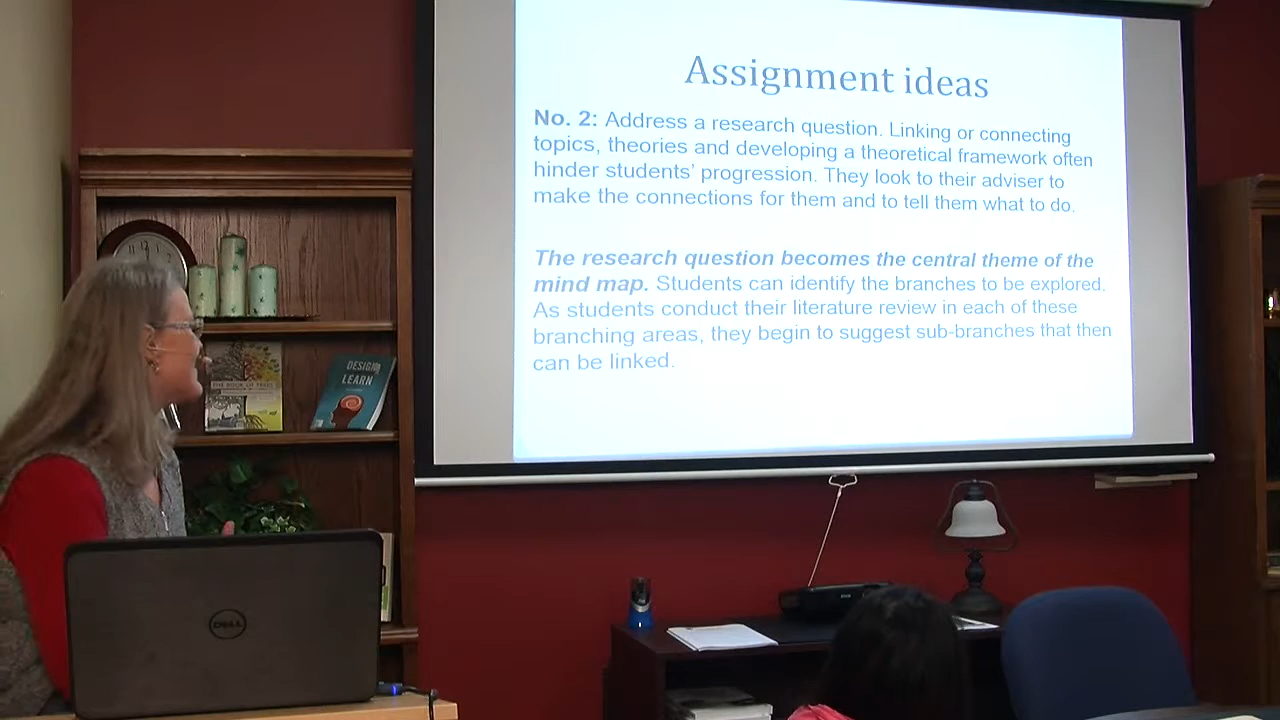 Assignment ideas
No. 2: Address a research question. Linking or connecting
topics, theories and developing a theoretical framework often
hinder students' progression. They look to their adviser to
make the connections for them and to tell them what to do.
The research question becomes the central theme of the
mind map. Students can identify the branches to be explored.
As students conduct their literature review in each of these
branching areas, they begin to suggest sub-branches that then
can be linked.
THE BOOK OF TREES
DESIGN
LEARN
DELL